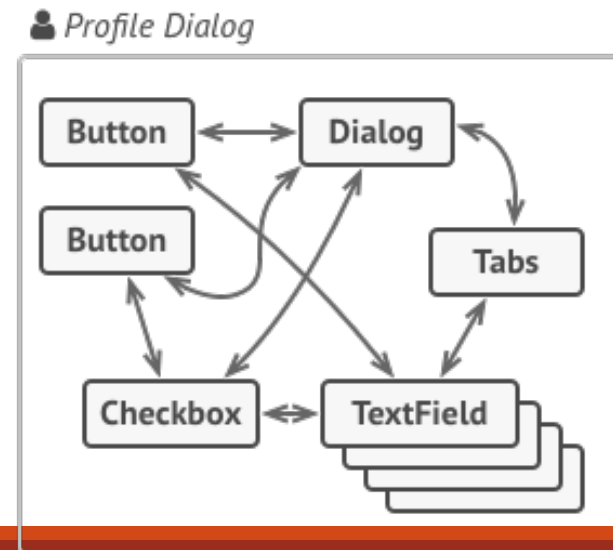 Profile Dialog
Button
Dialog
Button
Tabs
Checkbox
TextField